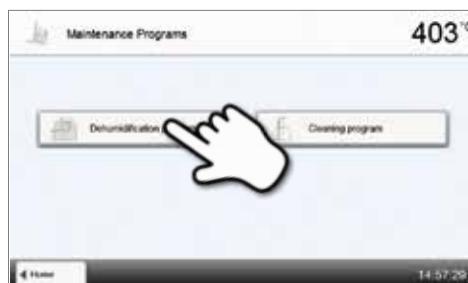 Maintenance Programs
403 °C
Dehumidification
Cleaning program
Home
14:57:29